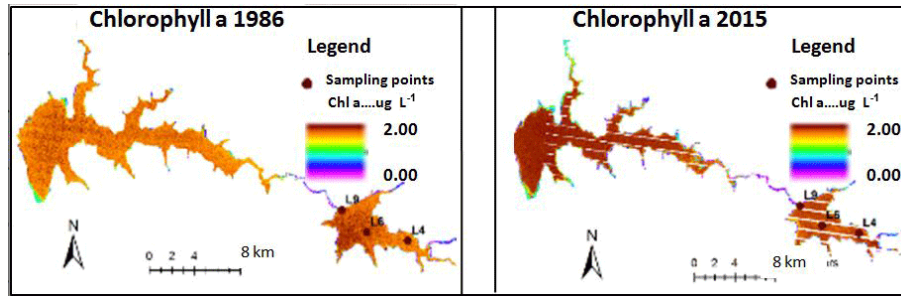 Chlorophyll a 1986
Legend
Sampling points
Chl a....ug L-1
2.00
0.00
L9
L6
L4
N
0 2 4 8 km
Chlorophyll a 2015
Legend
Sampling points
Chl a....ug L-1
2.00
0.00
L9
L6
L4
N
0 2 4 8 km